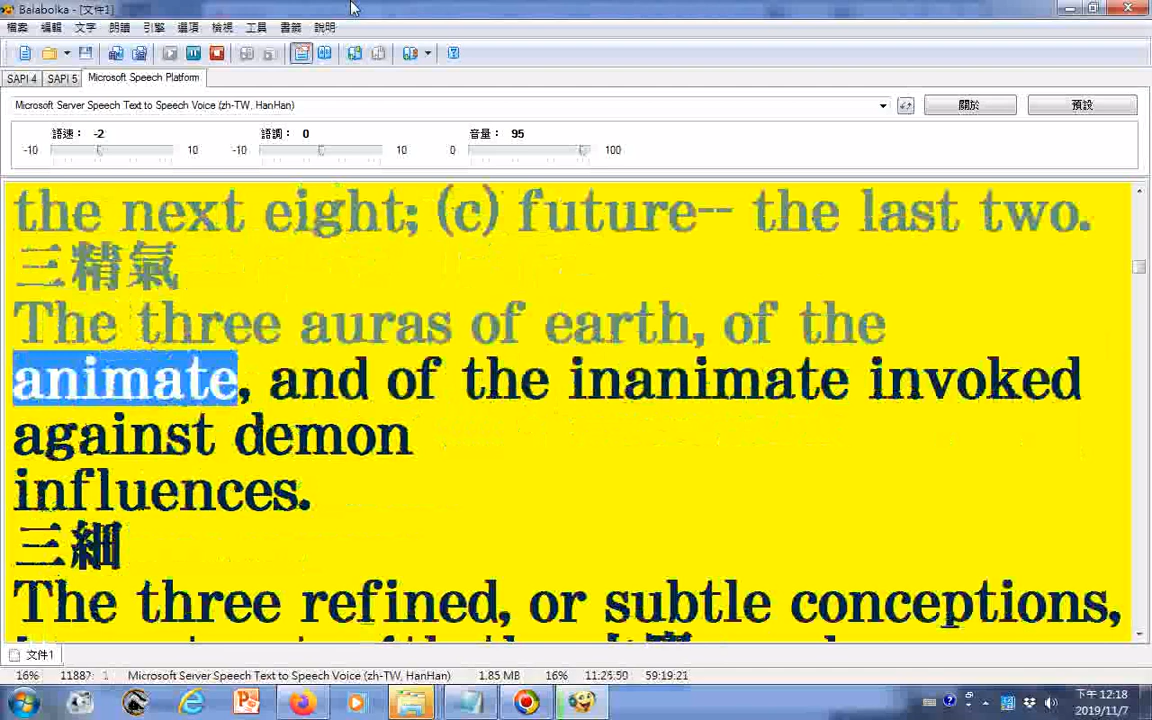 Balabolka - [文件1]
檔案 編輯 文字 朗讀 引擎 選項 檢視 工具 書籤 說明
SAPI 4 SAPI 5 Microsoft Speech Platform
Microsoft Server Speech Text to Speech Voice (zh-TW, HanHan) 關於 預設
語速： -2 語調： 0 音量： 95
-10 10 -10 10 0 100
the next eight; (c) future-- the last two.
三精氣
The three auras of earth, of the
animate, and of the inanimate invoked
against demon
influences.
三細
The three refined, or subtle conceptions,
文件1
16% 11887: 1 Microsoft Server Speech Text to Speech Voice (zh-TW, HanHan) 1.85 MB 16% 11:25:50 59:19:21
下午 12:18
2019/11/7